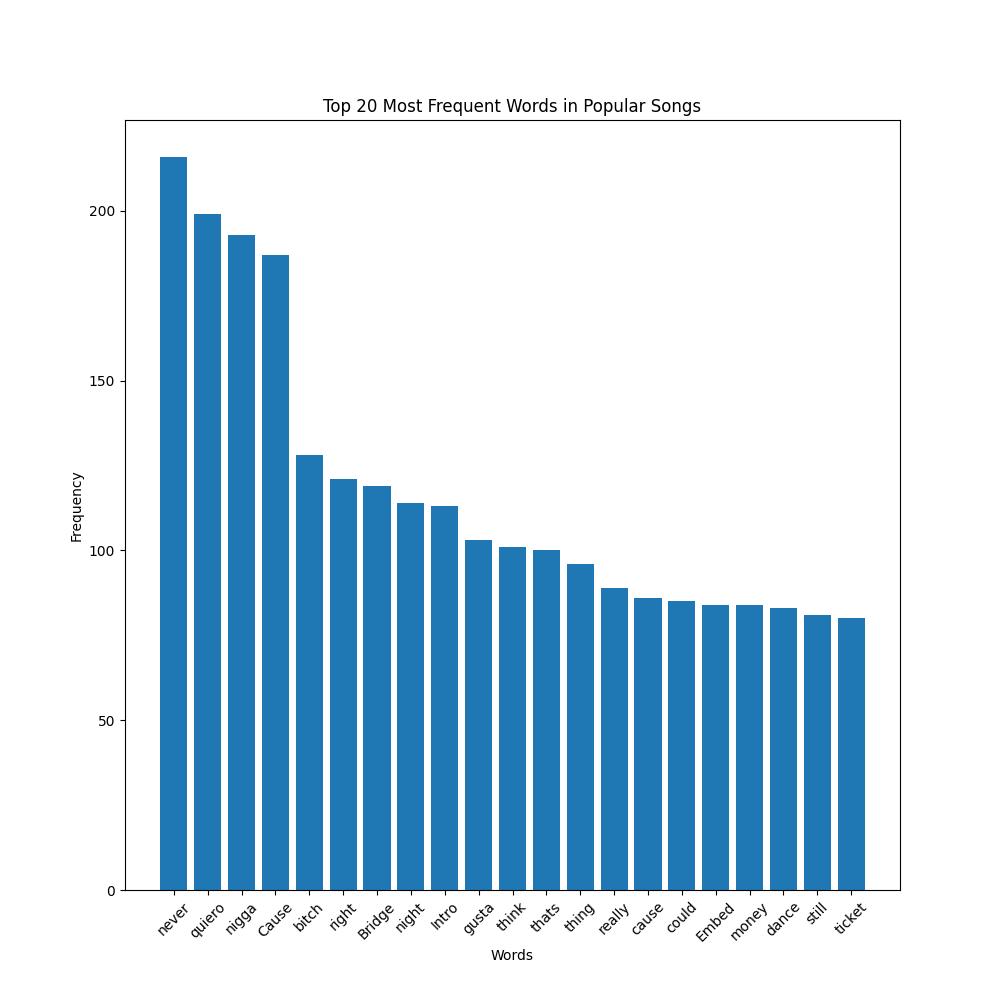 Top 20 Most Frequent Words in Popular Songs
Frequency
200
150
100
50
0
never
quiero
nigga
Cause
bitch
right
Bridge
night
Intro
gusta
think
thats
thing
really
cause
could
Embed
money
dance
still
ticket
Words